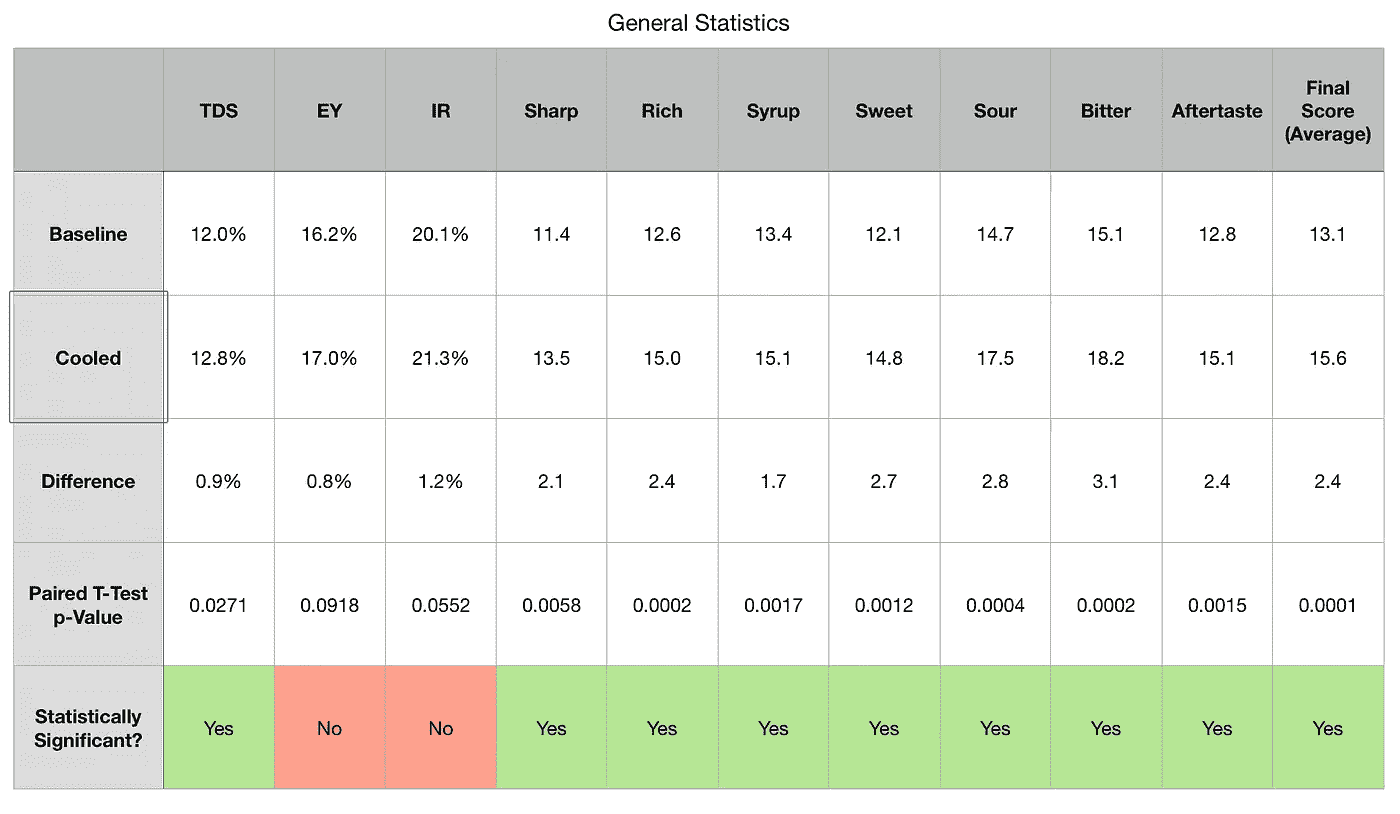 General Statistics
TDS EY IR Sharp Rich Syrup Sweet Sour Bitter Aftertaste Final Score (Average)
Baseline 12.0% 16.2% 20.1% 11.4 12.6 13.4 12.1 14.7 15.1 12.8 13.1
Cooled 12.8% 17.0% 21.3% 13.5 15.0 15.1 14.8 17.5 18.2 15.1 15.6
Difference 0.9% 0.8% 1.2% 2.1 2.4 1.7 2.7 2.8 3.1 2.4 2.4
Paired T-Test p-Value 0.0271 0.0918 0.0552 0.0058 0.0002 0.0017 0.0012 0.0004 0.0002 0.0015 0.0001
Statistically Significant? Yes No No Yes Yes Yes Yes Yes Yes Yes Yes